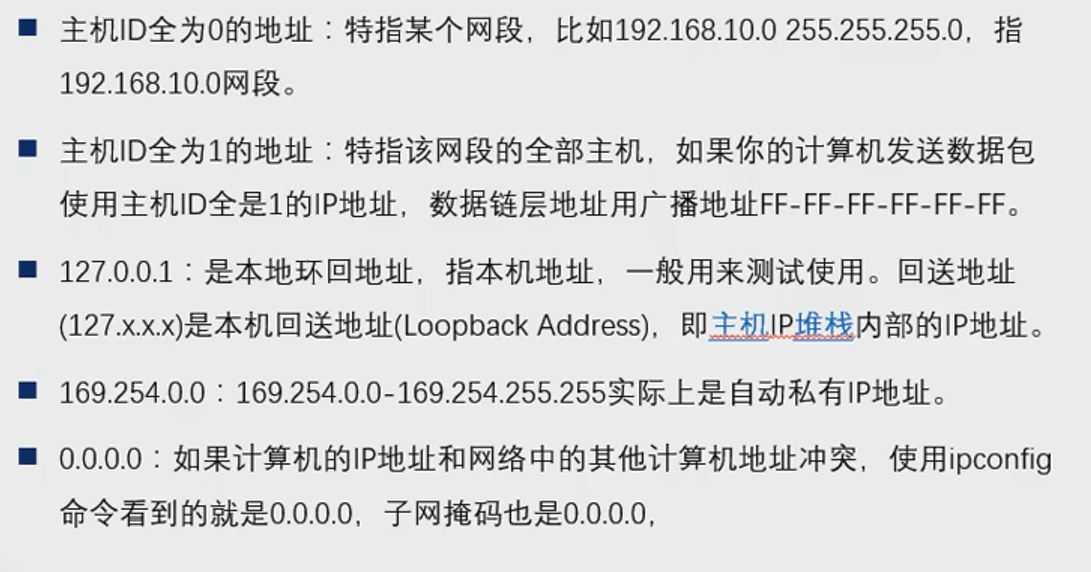 主机ID全为0的地址：特指某个网段，比如192.168.10.0 255.255.255.0，指
192.168.10.0网段。
主机ID全为1的地址：特指该网段的全部主机，如果你的计算机发送数据包
使用主机ID全是1的IP地址，数据链层地址用广播地址FF-FF-FF-FF-FF-FF。
127.0.0.1：是本地环回地址，指本机地址，一般用来测试使用。回送地址
(127.x.x.x)是本机回送地址(Loopback Address)，即主机IP堆栈内部的IP地址。
169.254.0.0：169.254.0.0-169.254.255.255实际上是自动私有IP地址。
0.0.0.0：如果计算机的IP地址和网络中的其他计算机地址冲突，使用ipconfig
命令看到的就是0.0.0.0，子网掩码也是0.0.0.0，